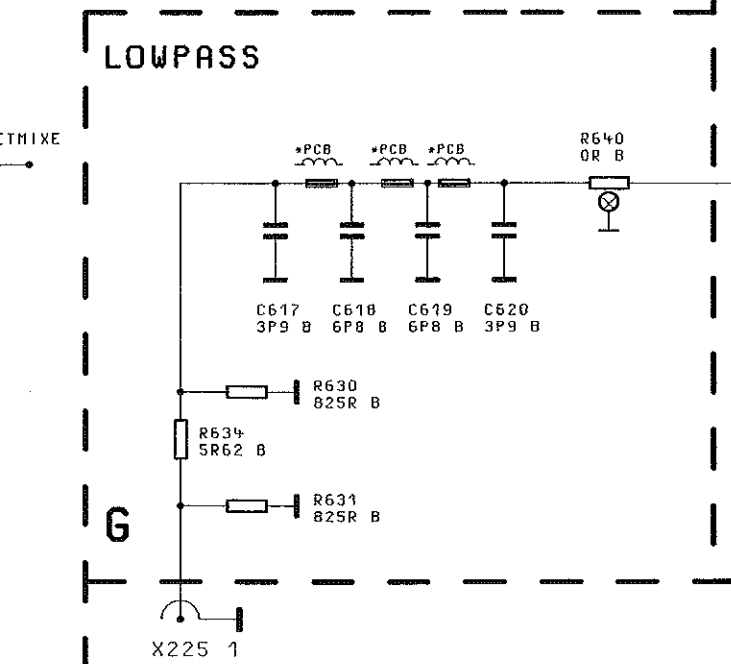 LOWPASS
CTMIXE
*PCB
*PCB
*PCB
R640
0R B
C617
3P9 B
C618
6P8 B
C619
6P8 B
C620
3P9 B
R630
825R B
R634
5R62 B
R631
825R B
G
X225 1